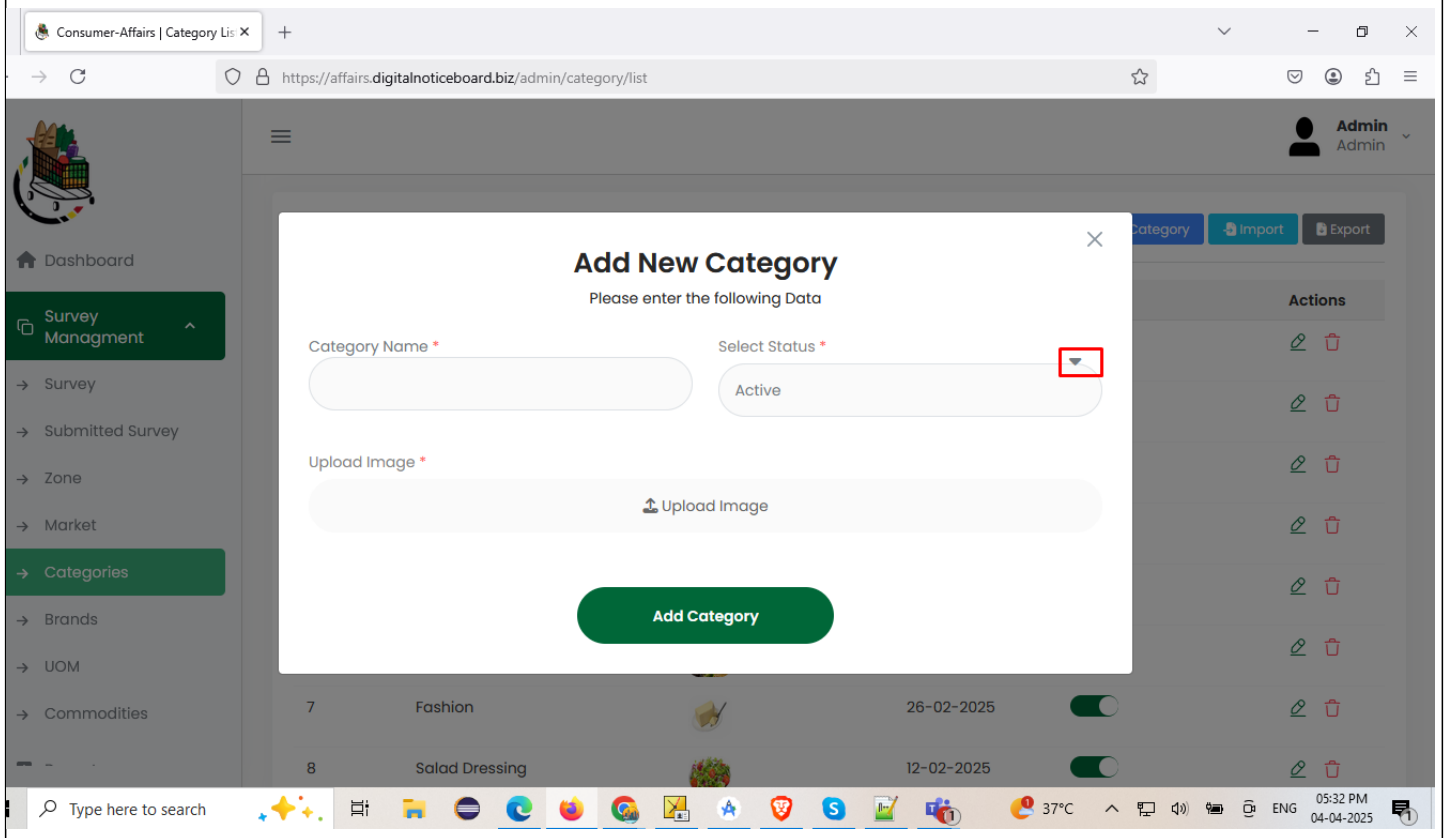 Consumer-Affairs | Category Lis
https://affairs.digitalnoticeboard.biz/admin/category/list
Admin
Admin
Category
Import
Export
Dashboard
Add New Category
Please enter the following Data
Actions
Survey
Managment
Category Name *
Select Status *
Survey
Active
Submitted Survey
Upload Image *
Zone
Upload Image
Market
Categories
Brands
Add Category
UOM
Commodities
7 Fashion 26-02-2025
8 Salad Dressing 12-02-2025
Type here to search
1
37°C
ENG
05:32 PM
04-04-2025
1